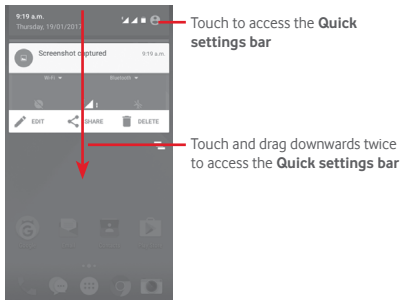 9:19 a.m.
Thursday, 19/01/2017
Touch to access the Quick
settings bar
Screenshot captured
9:19 a.m.
Wi-Fi
Bluetooth
EDIT
SHARE
DELETE
Touch and drag downwards twice
to access the Quick settings bar